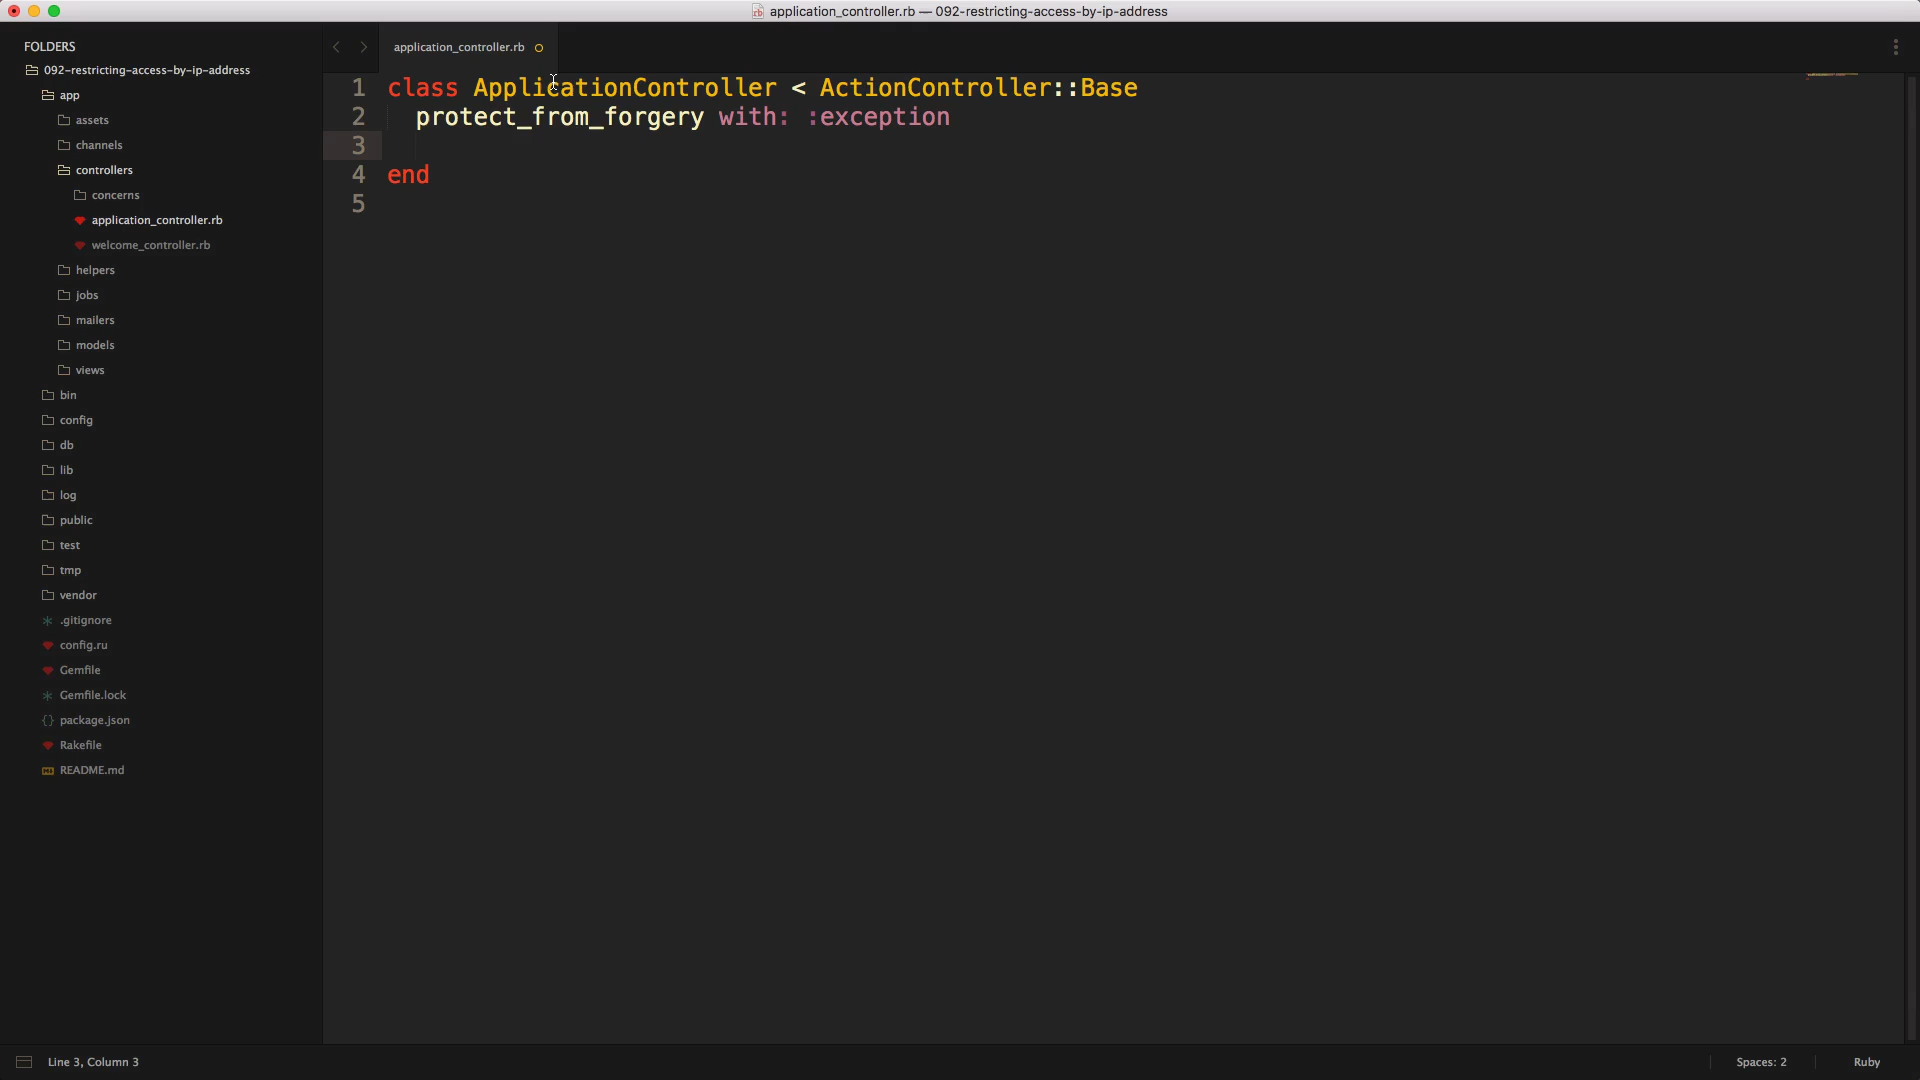 application_controller.rb — 092-restricting-access-by-ip-address
FOLDERS
092-restricting-access-by-ip-address
app
assets
channels
controllers
concerns
application_controller.rb
welcome_controller.rb
helpers
jobs
mailers
models
views
bin
config
db
lib
log
public
test
tmp
vendor
.gitignore
config.ru
Gemfile
Gemfile.lock
package.json
Rakefile
README.md
application_controller.rb
1 class ApplicationController < ActionController::Base
2 protect_from_forgery with: :exception
3
4 end
5
Line 3, Column 3
Spaces: 2
Ruby